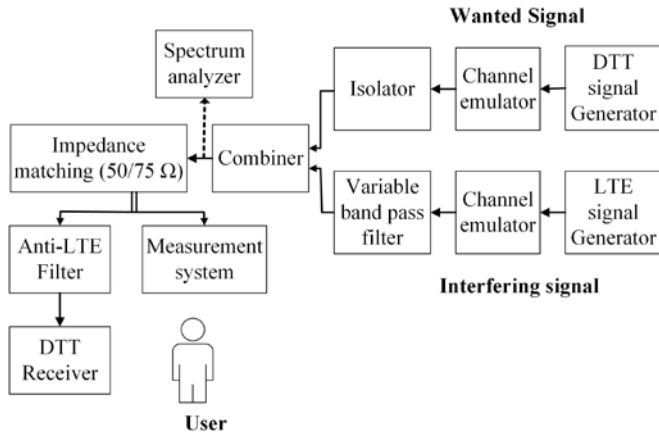 Wanted Signal
Spectrum
analyzer
Isolator
Channel
emulator
DTT
signal
Generator
Impedance
matching (50/75 Ω)
Combiner
Variable
band pass
filter
Channel
emulator
LTE
signal
Generator
Anti-LTE
Filter
Measurement
system
Interfering signal
DTT
Receiver
User